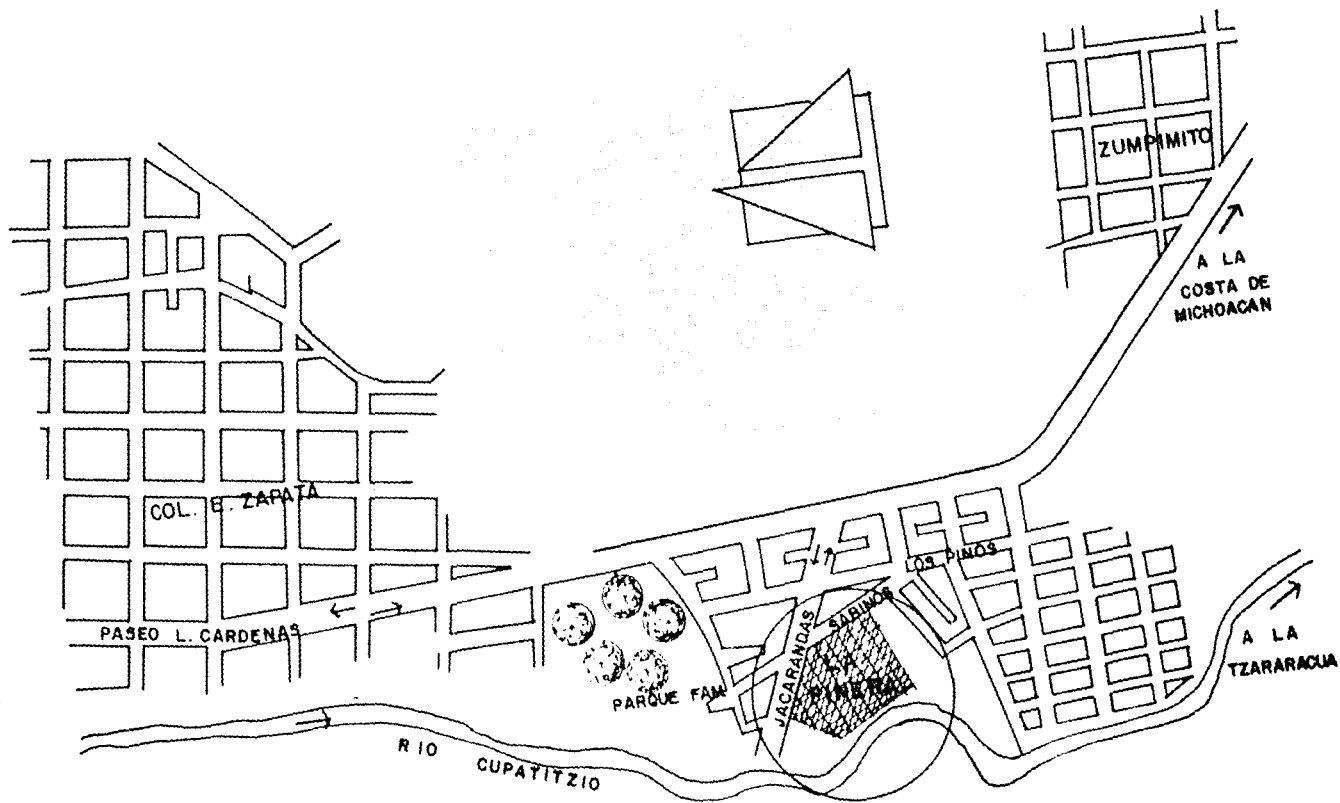 ZUMPIMITO
A LA
COSTA DE
MICHOACAN
COL. E. ZAPATA
LOS PINOS
SABINOS
JACARANDAS
LA
PINERA
PASEO L. CARDENAS
PARQUE FAM
A LA
TZARARACUA
RIO CUPATITZIO